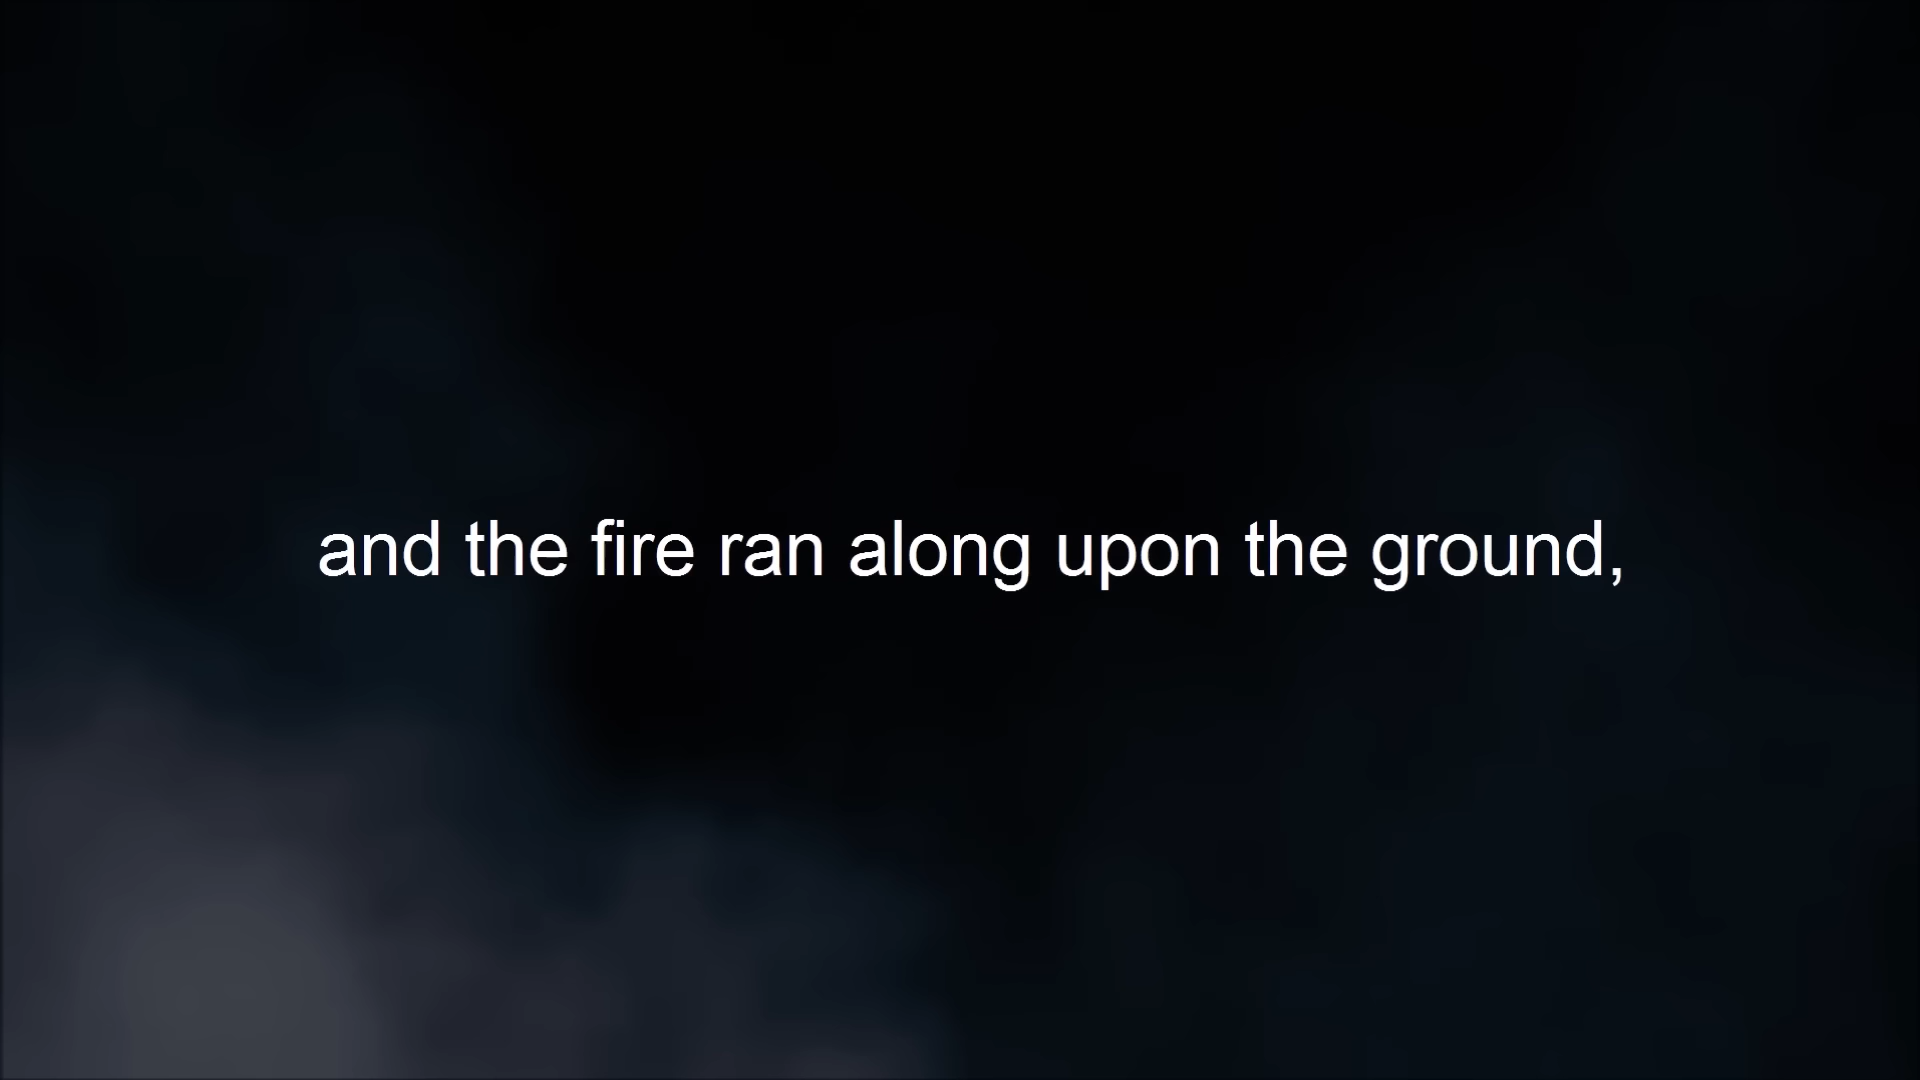 and the fire ran along upon the ground,